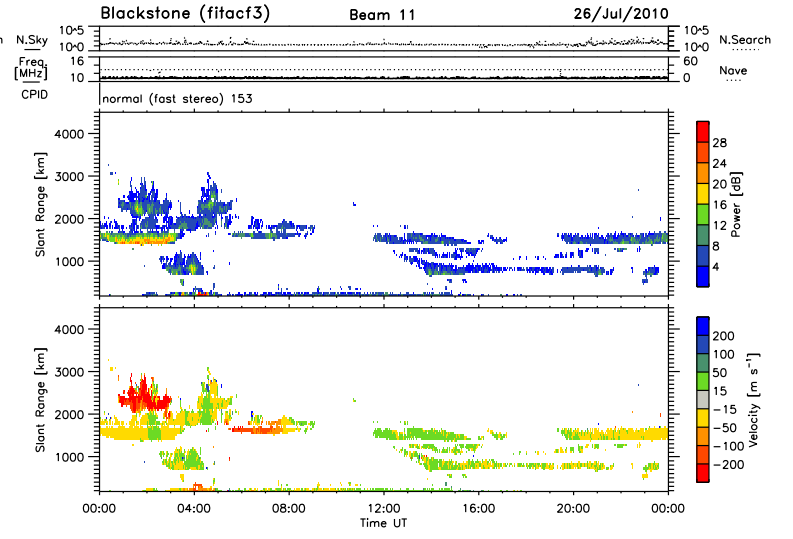 Blackstone (fitacf3)
Beam 11
26/Jul/2010
N.Sky
10^5
10^0
10^5
10^0
N.Search
Freq.
[MHz]
16
10
60
0
Nave
CPID
normal (fast stereo) 153
Slant Range [km]
4000
3000
2000
1000
28
24
20
16
12
8
4
Power [dB]
Slant Range [km]
4000
3000
2000
1000
200
100
50
15
-15
-50
-100
-200
Velocity [m s⁻¹]
00:00
04:00
08:00
12:00
16:00
20:00
00:00
Time UT